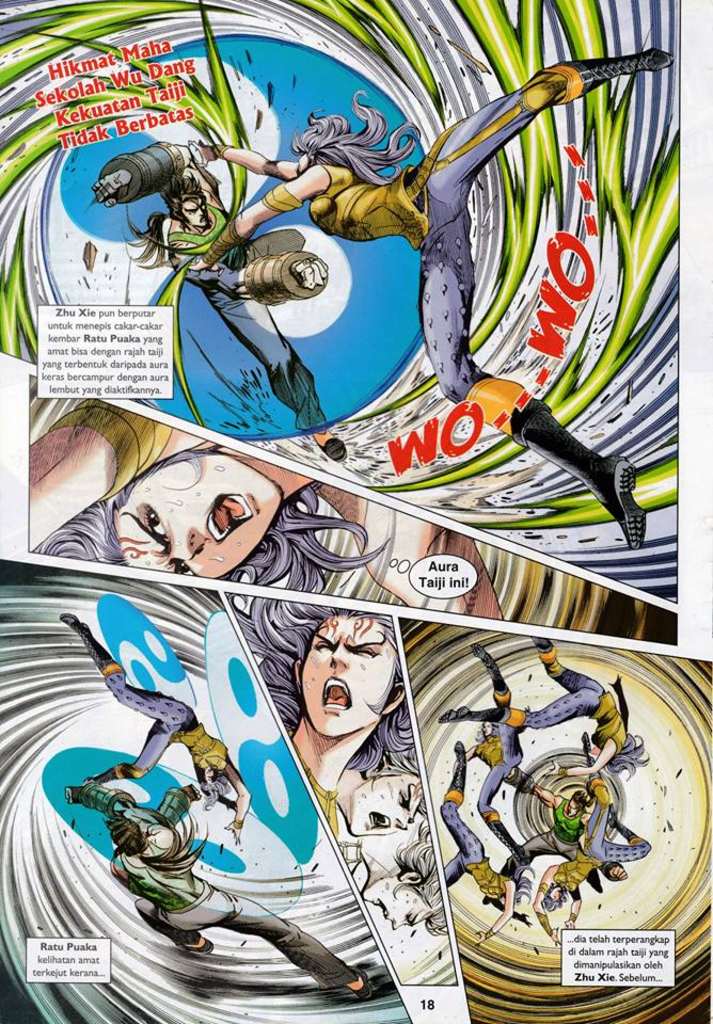 Hikmat Maha
Sekolah Wu Dang
Kekuatan Taiji
Tidak Berbatas
WO...WO...
Zhu Xie pun berputar
untuk menepis cakar-cakar
kembar Ratu Puaka yang
amat bisa dengan rajah taiji
yang terbentuk daripada aura
keras bercampur dengan aura
lembut yang diaktifkannya.
Aura
Taiji ini!
Ratu Puaka
kelihatan amat
terkejut kerana...
...dia telah terperangkap
di dalam rajah taiji yang
dimanipulasikan oleh
Zhu Xie. Sebelum...
18